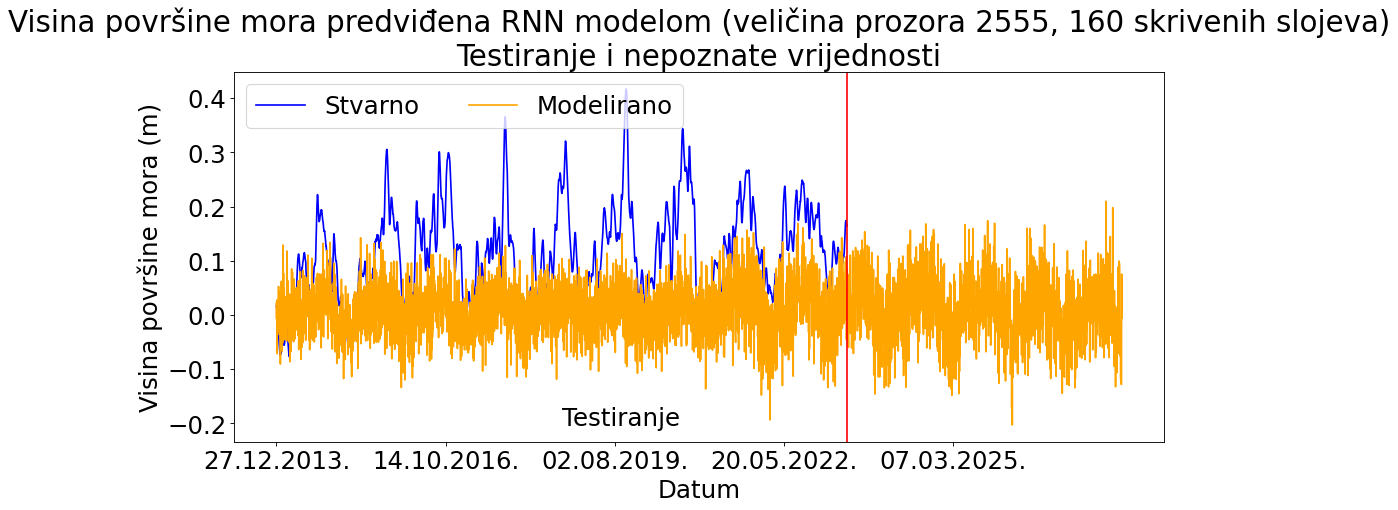 Visina površine mora predviđena RNN modelom (veličina prozora 2555, 160 skrivenih slojeva)
Testiranje i nepoznate vrijednosti
Stvarno Modelirano
Visina površine mora (m)
0.4
0.3
0.2
0.1
0.0
−0.1
−0.2
Testiranje
27.12.2013. 14.10.2016. 02.08.2019. 20.05.2022. 07.03.2025.
Datum